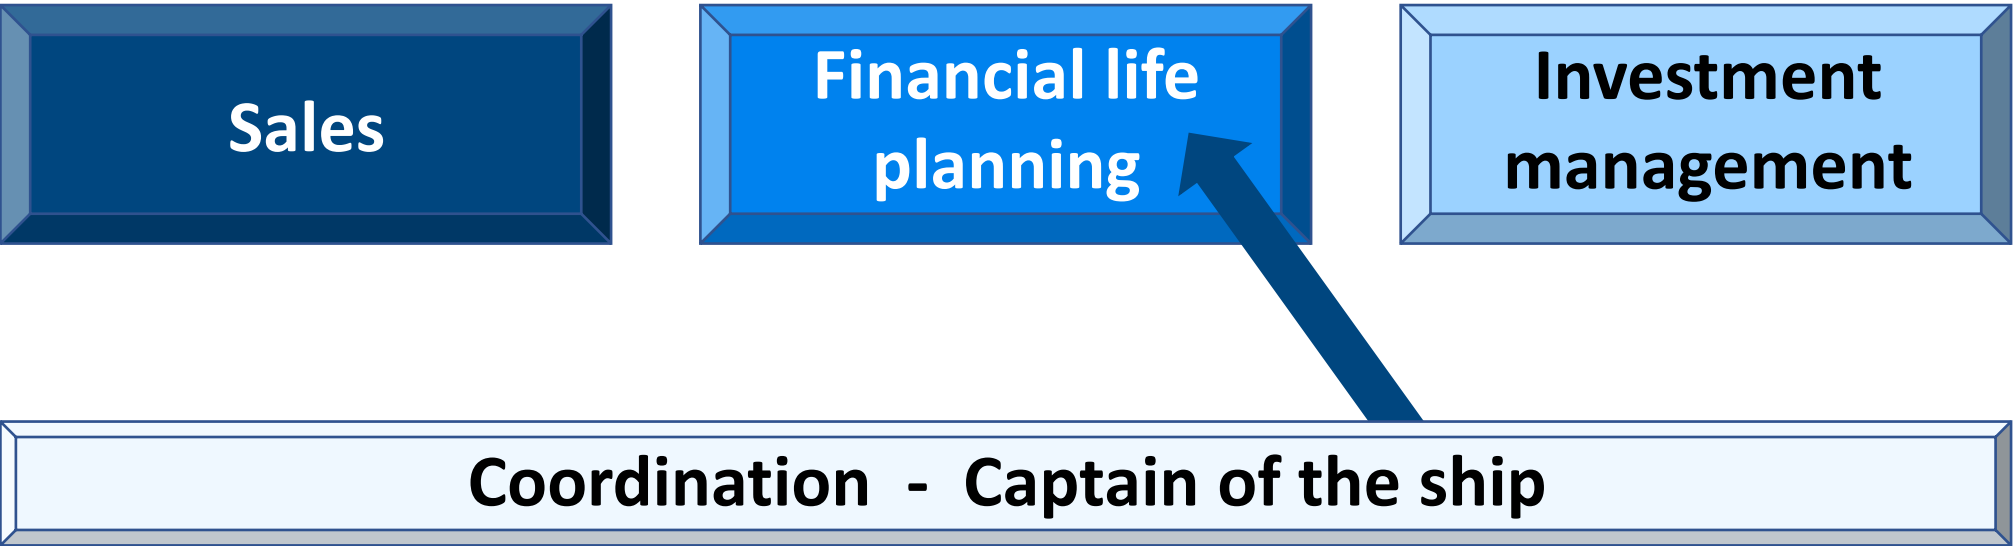 Sales
Financial life
planning
Investment
management
Coordination - Captain of the ship